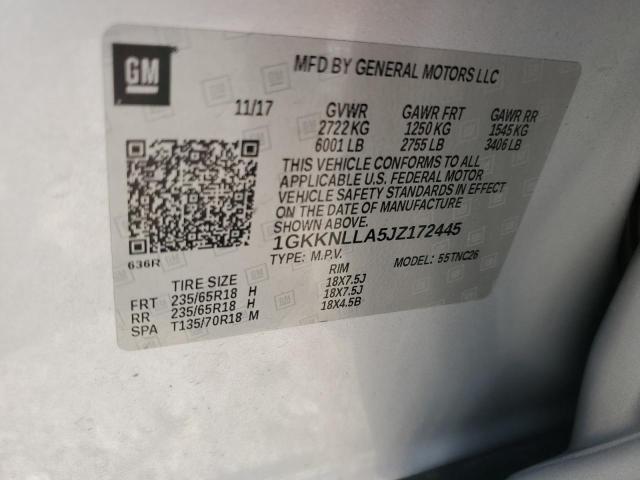 GM
MFD BY GENERAL MOTORS LLC
11/17 GVWR GAWR FRT GAWR RR
2722 KG 1250 KG 1545 KG
6001 LB 2755 LB 3406 LB
THIS VEHICLE CONFORMS TO ALL
APPLICABLE U.S. FEDERAL MOTOR
VEHICLE SAFETY STANDARDS IN EFFECT
ON THE DATE OF MANUFACTURE
1GKKNLLA5JZ172445
636R TYPE: M.P.V. MODEL: 55TNC26
TIRE SIZE RIM
FRT 235/65R18 H 18X7.5J
RR 235/65R18 H 18X7.5J
SPA T135/70R18 M 18X4.5B